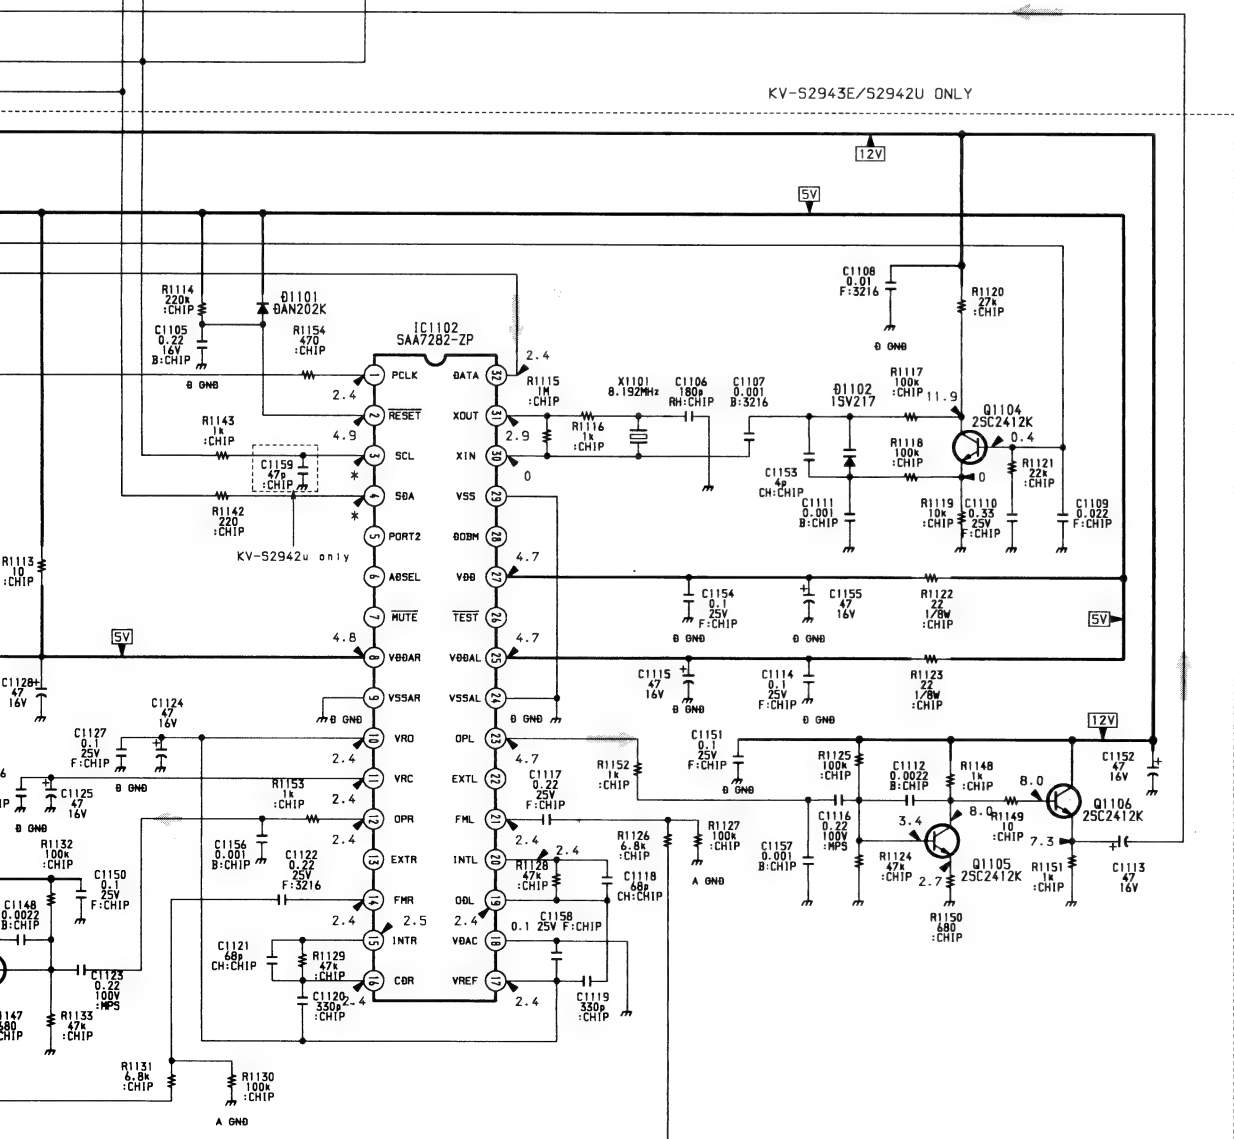 KV-S2943E/S2942U ONLY
12V
5V
R1114
220k
:CHIP
D1101
DAN202K
C1105
0.22
16V
B:CHIP
D GND
R1154
470
:CHIP
IC1102
SAA7282-ZP
2.4
1 PCLK
DATA 32
2.4
2 RESET
XOUT 31
4.9
2.9
3 SCL
XIN 30
*
0
4 SDA
VSS 29
*
5 PORT2
DOBM 28
4.7
6 ADSEL
VDD 27
7 MUTE
TEST 26
4.8
4.7
8 VDDAR
VDDAL 25
9 VSSAR
VSSAL 24
D GND
D GND
10 VRO
OPL 23
2.4
4.7
11 VRC
EXTL 22
2.4
12 OPR
FML 21
2.4
2.4
13 EXTR
INTL 20
2.4
14 FMR
ODL 19
2.4
2.5
2.4
15 INTR
VDAC 18
16 COR
VREF 17
2.4
2.4
R1143
1k
:CHIP
C1159
47p
:CHIP
R1142
220
:CHIP
KV-S2942u only
R1113
10
:CHIP
5V
C1128
47
16V
C1124
47
16V
C1127
0.1
25V
F:CHIP
D GND
C1125
47
16V
D GND
R1153
1k
:CHIP
R1132
100k
:CHIP
C1156
0.001
B:CHIP
C1122
0.22
25V
F:3216
C1150
0.1
25V
F:CHIP
C1148
0.0022
B:CHIP
C1121
68p
CH:CHIP
R1129
47k
:CHIP
C1120
330p
:CHIP
C1123
0.22
100V
:MPS
R1133
47k
:CHIP
R1131
6.8k
:CHIP
R1130
100k
:CHIP
A GND
R1115
1M
:CHIP
R1116
1k
:CHIP
X1101
8.192MHz
C1106
180p
RH:CHIP
C1107
0.001
B:3216
D1102
1SV217
C1153
4p
CH:CHIP
C1111
0.001
B:CHIP
C1108
0.01
F:3216
D GND
R1120
27k
:CHIP
R1117
100k
:CHIP
11.9
Q1104
2SC2412K
0.4
R1118
100k
:CHIP
0
R1121
22k
:CHIP
R1119
10k
:CHIP
C1110
0.33
25V
F:CHIP
C1109
0.022
F:CHIP
C1154
0.1
25V
F:CHIP
D GND
C1155
47
16V
D GND
R1122
22
1/8W
:CHIP
5V
C1115
47
16V
D GND
C1114
0.1
25V
F:CHIP
D GND
R1123
22
1/8W
:CHIP
12V
C1117
0.22
25V
F:CHIP
R1152
1k
:CHIP
C1151
0.1
25V
F:CHIP
D GND
R1125
100k
:CHIP
C1112
0.0022
B:CHIP
R1148
1k
:CHIP
8.0
Q1106
2SC2412K
C1152
47
16V
R1126
6.8k
:CHIP
R1127
100k
:CHIP
A GND
C1157
0.001
B:CHIP
C1116
0.22
100V
:MPS
3.4
8.0
R1149
10
:CHIP
7.3
R1124
47k
:CHIP
2.7
Q1105
2SC2412K
R1151
1k
:CHIP
C1113
47
16V
R1150
680
:CHIP
R1128
47k
:CHIP
C1118
68p
CH:CHIP
C1158
0.1 25V F:CHIP
C1119
330p
:CHIP